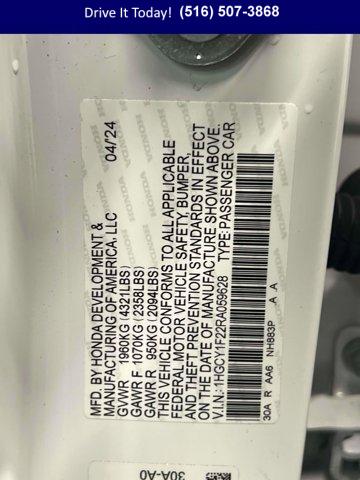 Drive It Today! (516) 507-3868
MFD. BY HONDA DEVELOPMENT & 04/24
MANUFACTURING OF AMERICA, LLC
GVWR 1960KG (4321LBS)
GAWR F 1070KG (2358LBS)
GAWR R 950KG (2094LBS)
THIS VEHICLE CONFORMS TO ALL APPLICABLE
FEDERAL MOTOR VEHICLE SAFETY, BUMPER,
AND THEFT PREVENTION STANDARDS IN EFFECT
ON THE DATE OF MANUFACTURE SHOWN ABOVE.
V.I.N.: 1HGCY1F22RA059628 TYPE: PASSENGER CAR
30A R AA6 NH883P A A
30A-A0